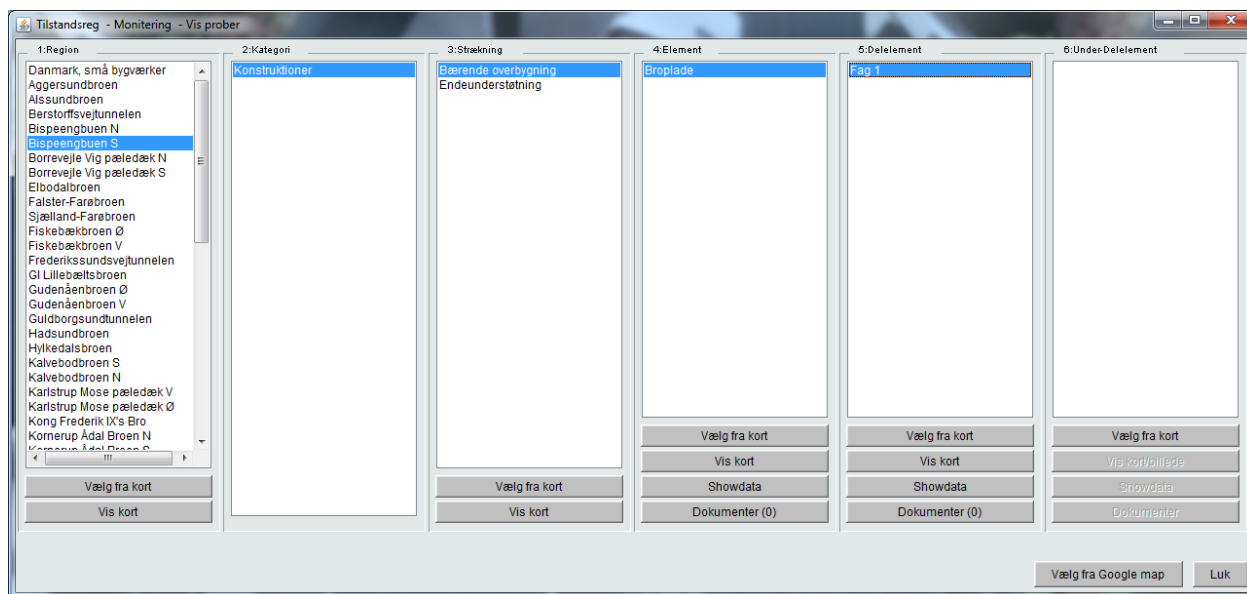 Tilstandsreg - Monitering - Vis prober
1:Region
Danmark, små bygværker
Aggersundbroen
Alssundbroen
Berstorffsvejtunnelen
Bispeengbuen N
Bispeengbuen S
Borrevejle Vig pæledæk N
Borrevejle Vig pæledæk S
Elbodalbroen
Falster-Farøbroen
Sjælland-Farøbroen
Fiskebækbroen Ø
Fiskebækbroen V
Frederikssundsvejtunnelen
Gl Lillebæltsbroen
Gudenåenbroen Ø
Gudenåenbroen V
Guldborgsundtunnelen
Hadsundbroen
Hylkedalsbroen
Kalvebodbroen S
Kalvebodbroen N
Karlstrup Mose pæledæk V
Karlstrup Mose pæledæk Ø
Kong Frederik IX's Bro
Kornerup Ådal Broen N
Kornerup Ådal Broen S
Vælg fra kort
Vis kort
2:Kategori
Konstruktioner
3:Strækning
Bærende overbygning
Endeunderstøtning
Vælg fra kort
Vis kort
4:Element
Broplade
Vælg fra kort
Vis kort
Showdata
Dokumenter (0)
5:Delelement
Fag 1
Vælg fra kort
Vis kort
Showdata
Dokumenter (0)
6:Under-Delelement
Vælg fra kort
Vis kort/billede
Showdata
Dokumenter
Vælg fra Google map
Luk